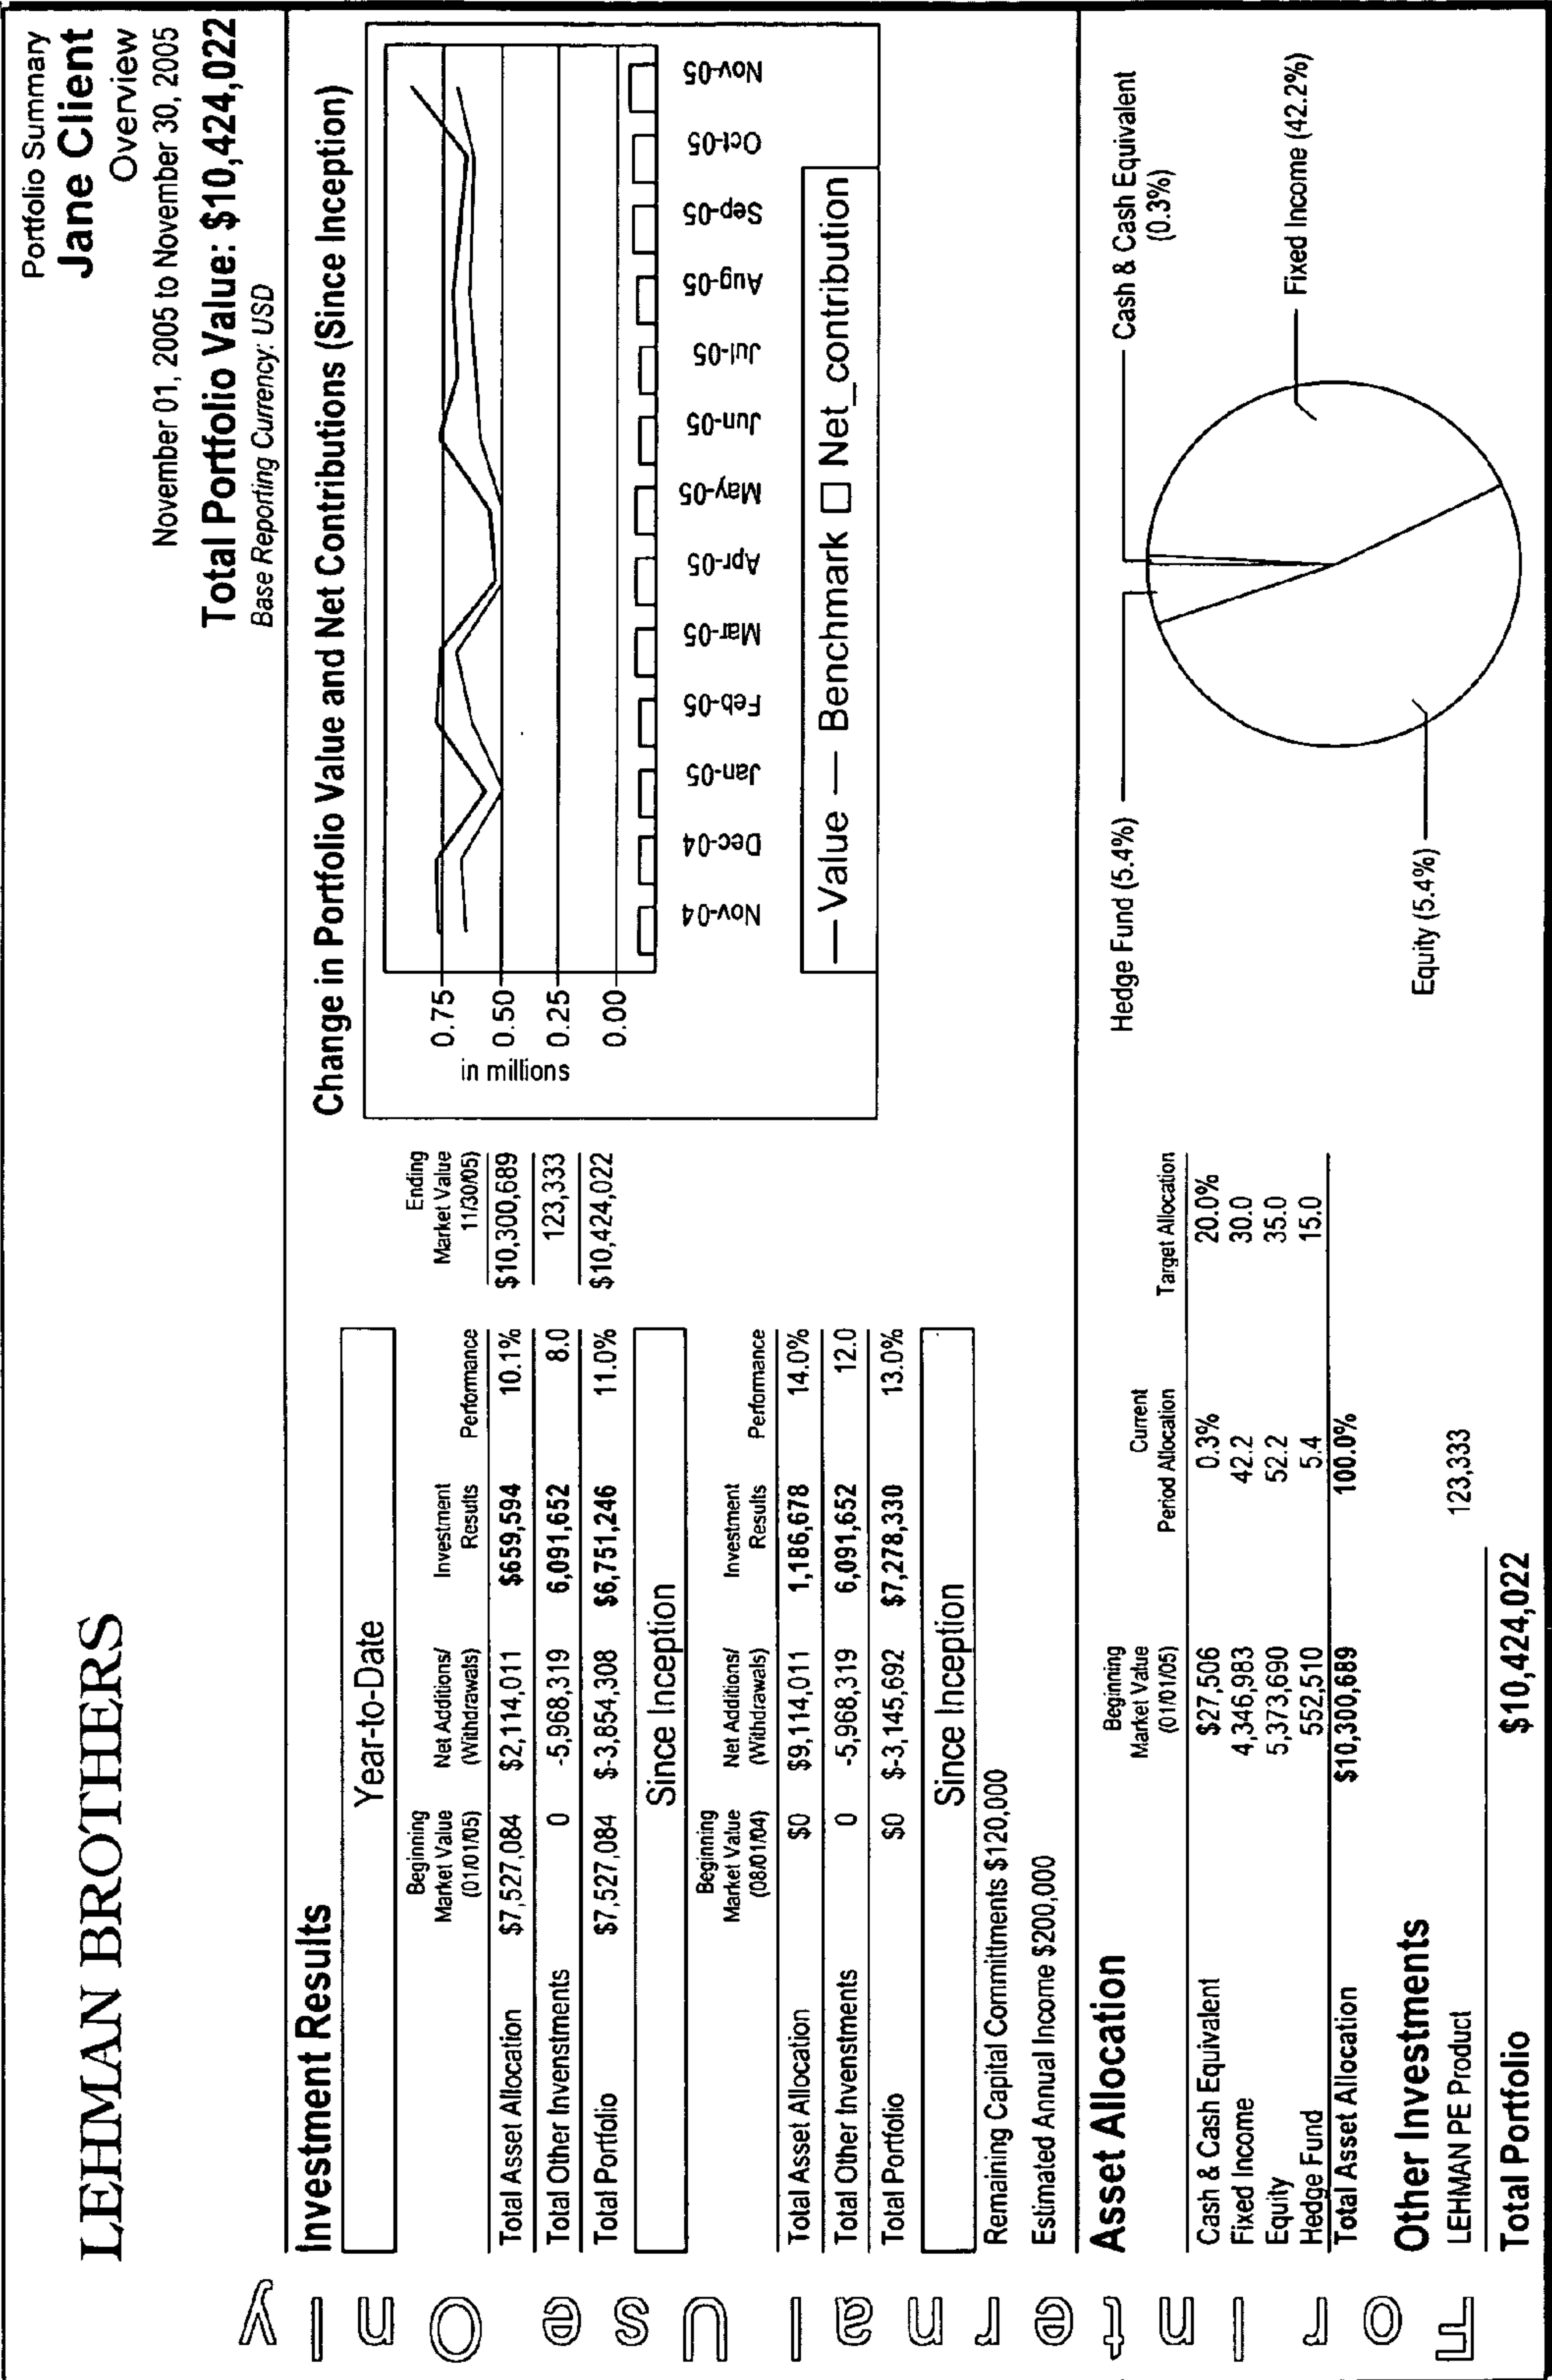 LEHMAN BROTHERS
Portfolio Summary
Jane Client
Overview
November 01, 2005 to November 30, 2005
Total Portfolio Value: $10,424,022
Base Reporting Currency: USD
Investment Results
Year-to-Date
Beginning Market Value (01/01/05) Net Additions/ (Withdrawals) Investment Results Performance Ending Market Value 11/30/05)
Total Asset Allocation $7,527,084 $2,114,011 $659,594 10.1% $10,300,689
Total Other Invenstments 0 -5,968,319 6,091,652 8.0 123,333
Total Portfolio $7,527,084 $-3,854,308 $6,751,246 11.0% $10,424,022
Since Inception
Beginning Market Value (08/01/04) Net Additions/ (Withdrawals) Investment Results Performance
Total Asset Allocation $0 $9,114,011 1,186,678 14.0%
Total Other Invenstments 0 -5,968,319 6,091,652 12.0
Total Portfolio $0 $-3,145,692 $7,278,330 13.0%
Since Inception
Remaining Capital Committments $120,000
Estimated Annual Income $200,000
Change in Portfolio Value and Net Contributions (Since Inception)
in millions
0.75
0.50
0.25
0.00
Nov-04 Dec-04 Jan-05 Feb-05 Mar-05 Apr-05 May-05 Jun-05 Jul-05 Aug-05 Sep-05 Oct-05 Nov-05
Value Benchmark Net_contribution
Asset Allocation
Beginning Market Value (01/01/05) Current Period Allocation Target Allocation
Cash & Cash Equivalent $27,506 0.3% 20.0%
Fixed Income 4,346,983 42.2 30.0
Equity 5,373,690 52.2 35.0
Hedge Fund 552,510 5.4 15.0
Total Asset Allocation $10,300,689 100.0%
Other Investments
LEHMAN PE Product 123,333
Total Portfolio $10,424,022
Hedge Fund (5.4%)
Cash & Cash Equivalent
(0.3%)
Fixed Income (42.2%)
Equity (5.4%)
For Internal Use Only